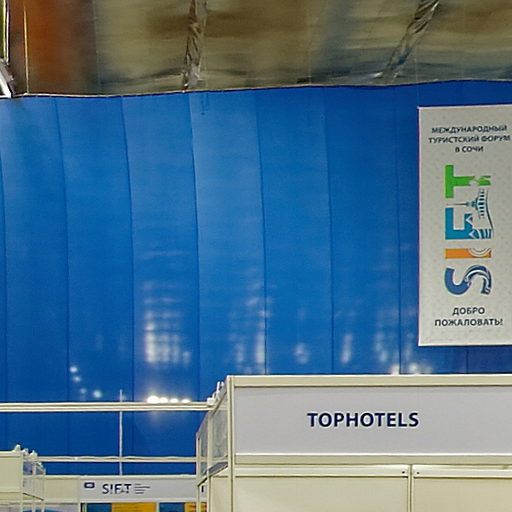 МЕЖДУНАРОДНЫЙ
ТУРИСТСКИЙ ФОРУМ
В СОЧИ
SIFT
ДОБРО
ПОЖАЛОВАТЬ!
TOPHOTELS
SIFT